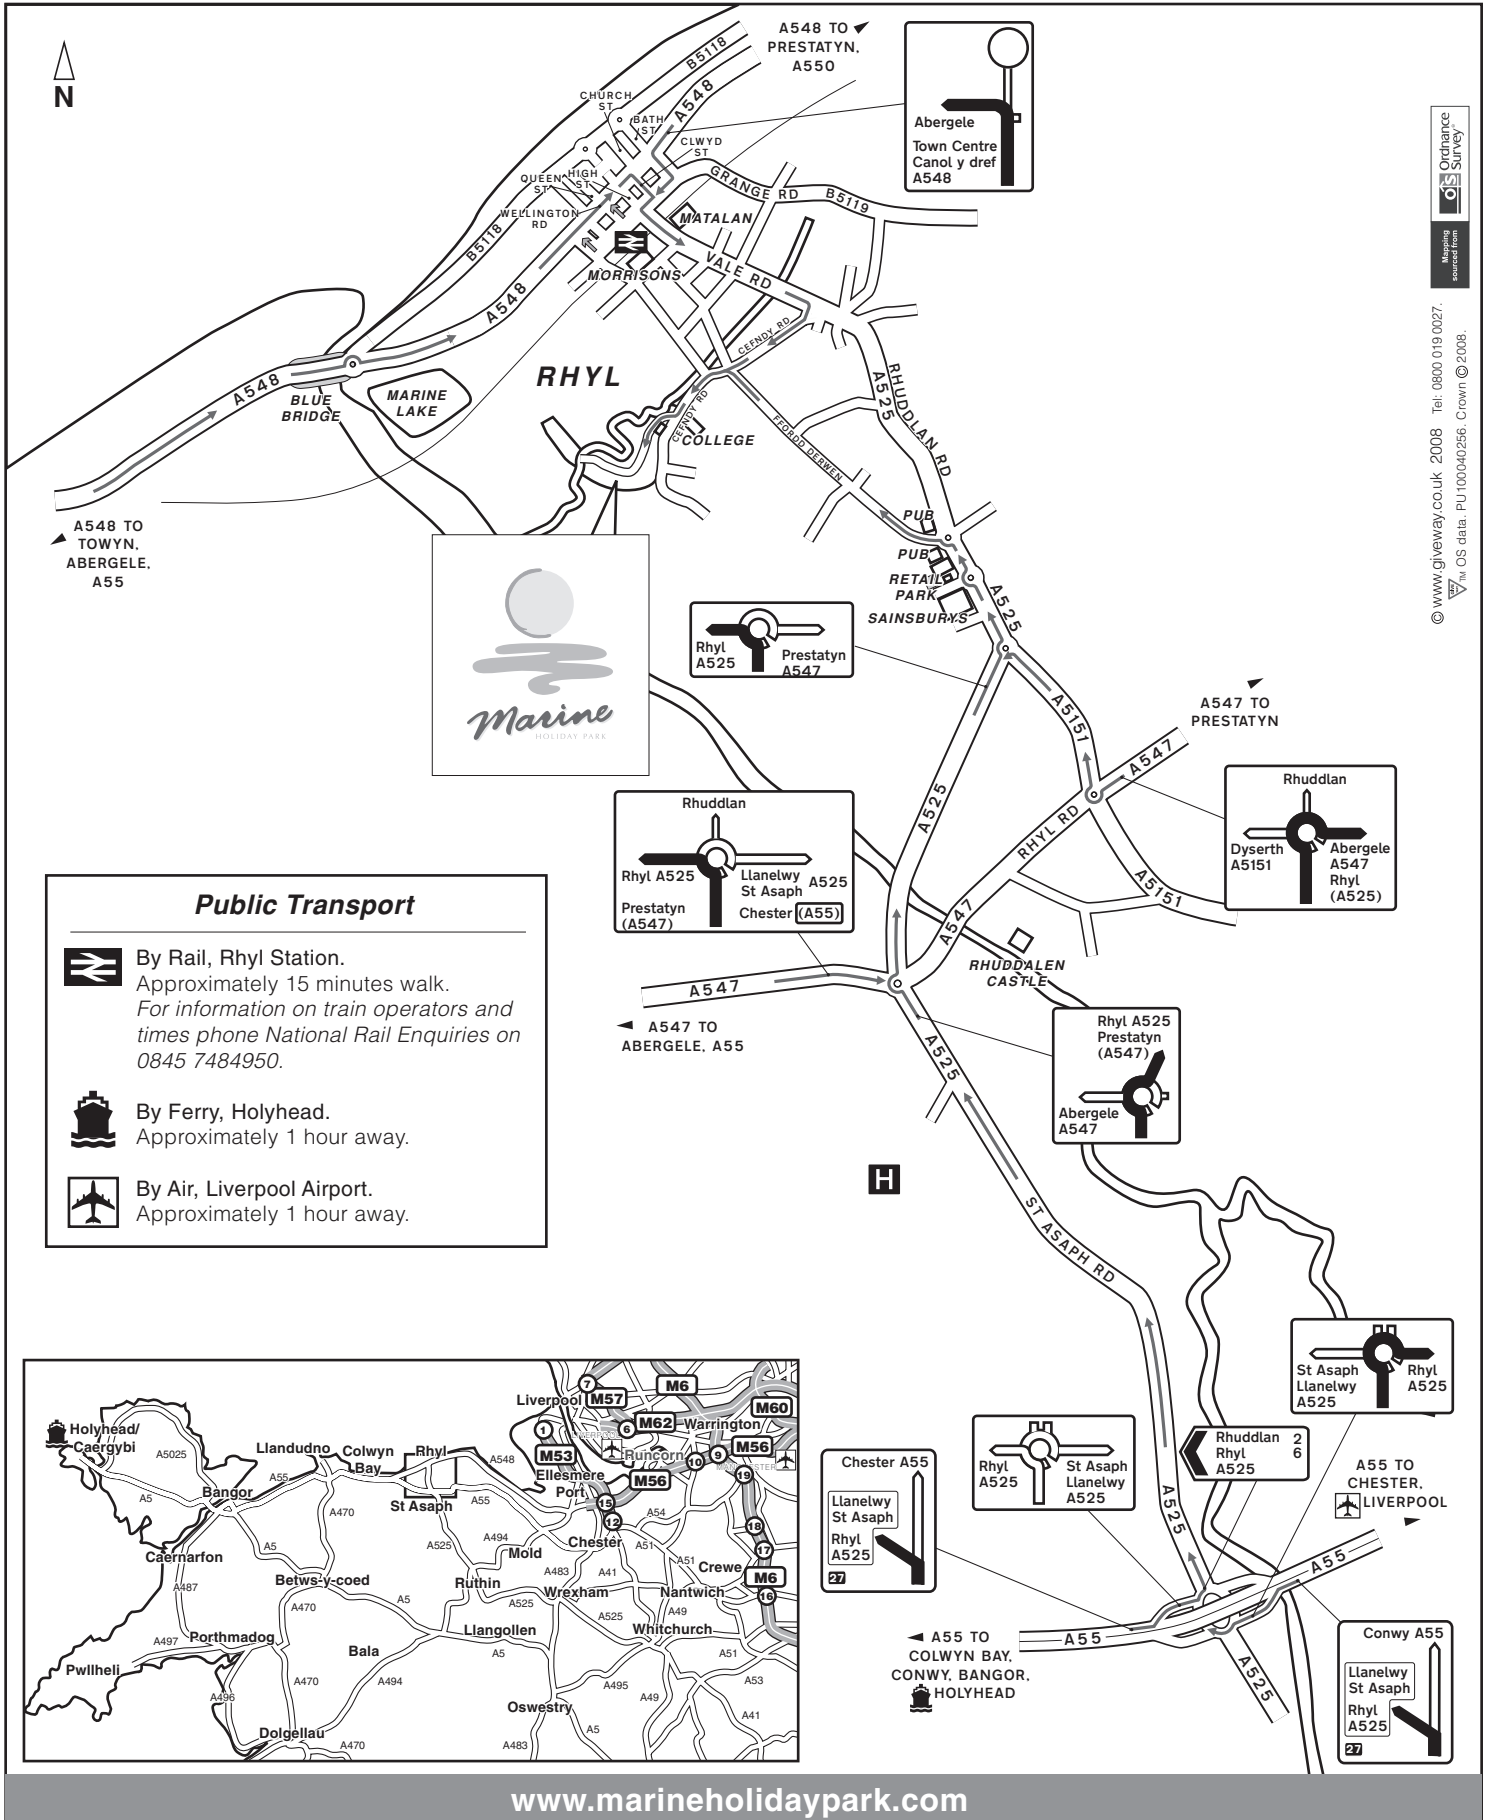 N
A548 TO
PRESTATYN,
A550
B5118
A548
CHURCH
ST
BATH
ST
CLWYD
ST
QUEEN
ST
HIGH
ST
WELLINGTON
RD
GRANGE RD
B5119
MATALAN
MORRISONS
VALE RD
B5118
A548
A548
BLUE
BRIDGE
MARINE
LAKE
RHYL
CEFNDY RD
CEFNDY RD
COLLEGE
FFORDD DERWEN
RHUDDLAN RD
A525
A548 TO
TOWYN,
ABERGELE,
A55
Abergele
Town Centre
Canol y dref
A548
Mapping
sourced from
OS
Ordnance
Survey®
© www.giveway.co.uk 2008 Tel: 0800 019 0027.
TM OS data. PU100040256. Crown © 2008.
PUB
PUB
RETAIL
PARK
SAINSBURYS
A525
Rhyl
A525
Prestatyn
A547
Marine
HOLIDAY PARK
A5151
A547 TO
PRESTATYN
A547
RHYL RD
A525
A547
A5151
Rhuddlan
Dyserth
A5151
Abergele
A547
Rhyl
(A525)
Rhuddlan
Rhyl A525
Prestatyn
(A547)
Llanelwy
St Asaph
A525
Chester (A55)
RHUDDALEN
CASTLE
A547
A547 TO
ABERGELE, A55
A525
Rhyl A525
Prestatyn
(A547)
Abergele
A547
H
ST ASAPH RD
Public Transport
By Rail, Rhyl Station.
Approximately 15 minutes walk.
For information on train operators and
times phone National Rail Enquiries on
0845 7484950.
By Ferry, Holyhead.
Approximately 1 hour away.
By Air, Liverpool Airport.
Approximately 1 hour away.
St Asaph
Llanelwy
A525
Rhyl
A525
Rhuddlan 2
Rhyl 6
A525
Rhyl
A525
St Asaph
Llanelwy
A525
Chester A55
Llanelwy
St Asaph
Rhyl
A525
27
A525
A55 TO
CHESTER,
LIVERPOOL
A55
A55
A525
A55 TO
COLWYN BAY,
CONWY, BANGOR,
HOLYHEAD
Conwy A55
Llanelwy
St Asaph
Rhyl
A525
27
Holyhead/
Caergybi
A5025
A5
Bangor
Llandudno
A55
Colwyn
Bay
Rhyl
A548
St Asaph
A55
A470
A5
Caernarfon
A487
Betws-y-coed
A470
A5
A525
A494
Mold
Ruthin
A525
A483
A41
Wrexham
A525
Liverpool
7
M57
M6
M60
1
6
M62
Warrington
M53
Runcorn
10
9
M56
Ellesmere
Port
M56
19
15
12
Chester
A54
A51
A51
18
17
Crewe
M6
16
Nantwich
A49
Whitchurch
A51
A53
A41
A495
A49
Llangollen
A5
Bala
A494
A497
Porthmadog
Pwllheli
A496
A470
Dolgellau
A470
Oswestry
A5
A483
www.marineholidaypark.com